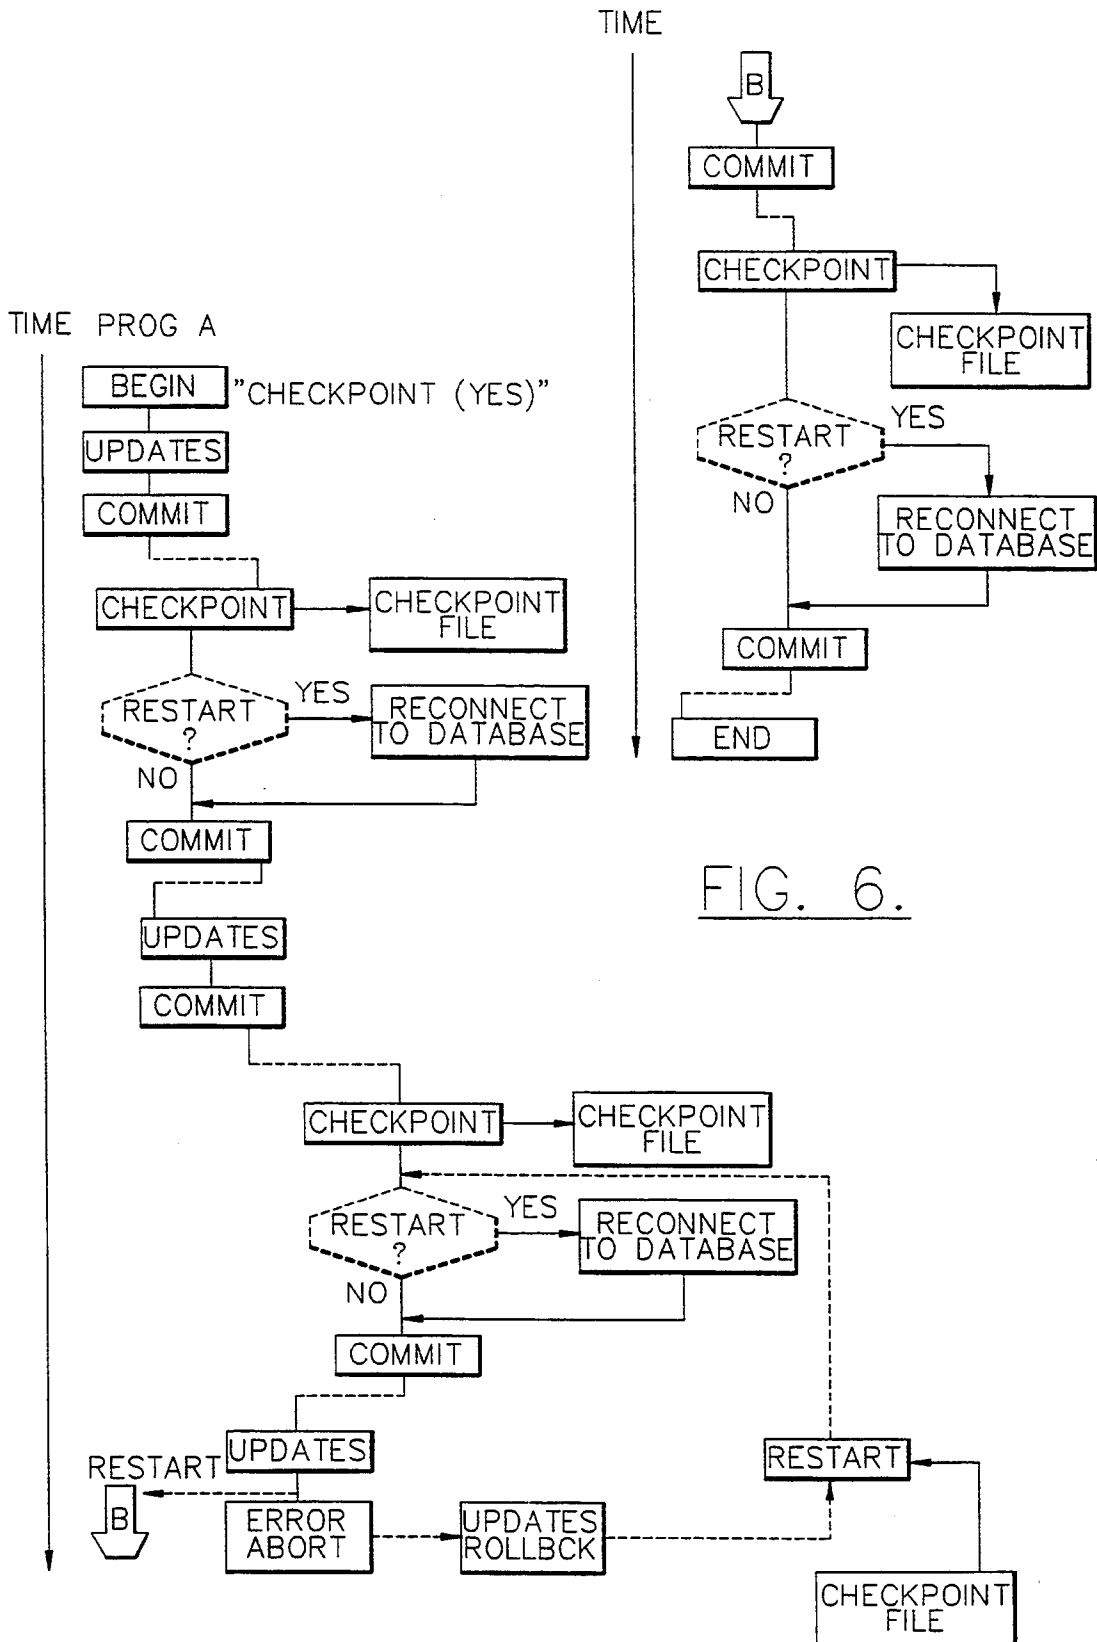 TIME PROG A
BEGIN "CHECKPOINT (YES)"
UPDATES
COMMIT
CHECKPOINT
CHECKPOINT
FILE
RESTART
?
YES
RECONNECT
TO DATABASE
NO
COMMIT
UPDATES
COMMIT
CHECKPOINT
CHECKPOINT
FILE
RESTART
?
YES
RECONNECT
TO DATABASE
NO
COMMIT
UPDATES
RESTART
B
ERROR
ABORT
UPDATES
ROLLBCK
RESTART
CHECKPOINT
FILE
TIME
B
COMMIT
CHECKPOINT
CHECKPOINT
FILE
RESTART
?
YES
RECONNECT
TO DATABASE
NO
COMMIT
END
FIG. 6.